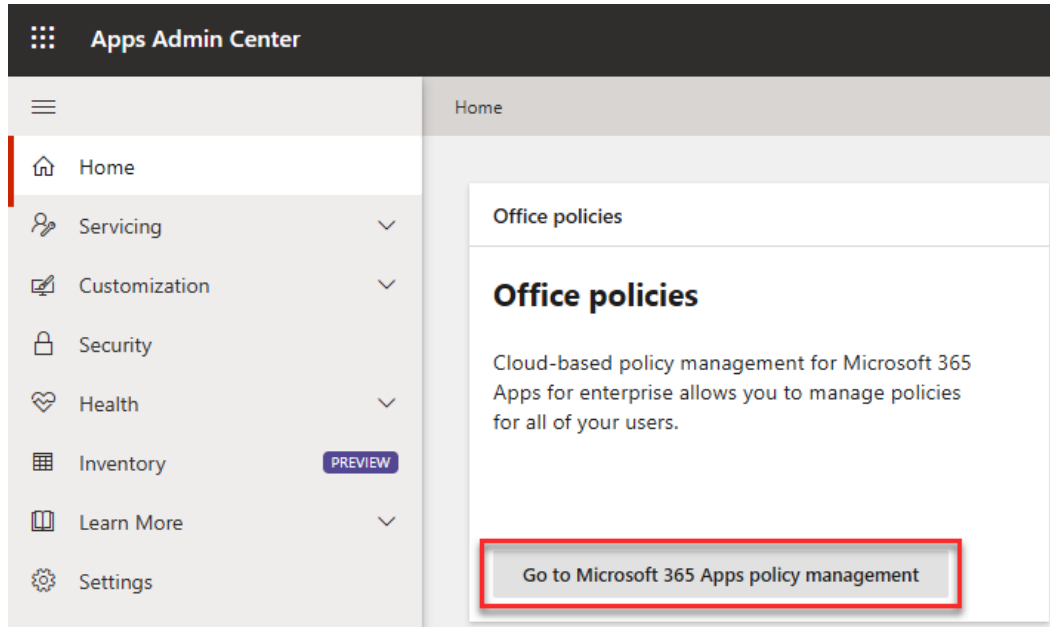 Apps Admin Center
Home
Home
Servicing
Customization
Security
Health
Inventory PREVIEW
Learn More
Settings
Office policies
Office policies
Cloud-based policy management for Microsoft 365
Apps for enterprise allows you to manage policies
for all of your users.
Go to Microsoft 365 Apps policy management